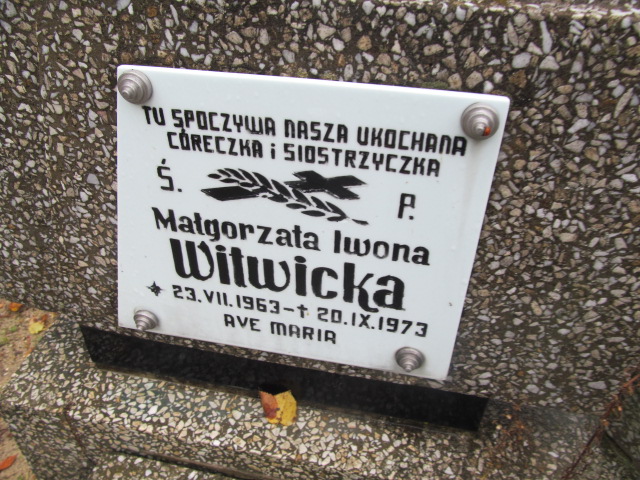 TU SPOCZYWA NASZA UKOCHANA
CÓRECZKA i SIOSTRZYCZKA
Ś. P.
Małgorzata Iwona
Witwicka
* 23.VII.1963-† 20.IX.1973
AVE MARIA